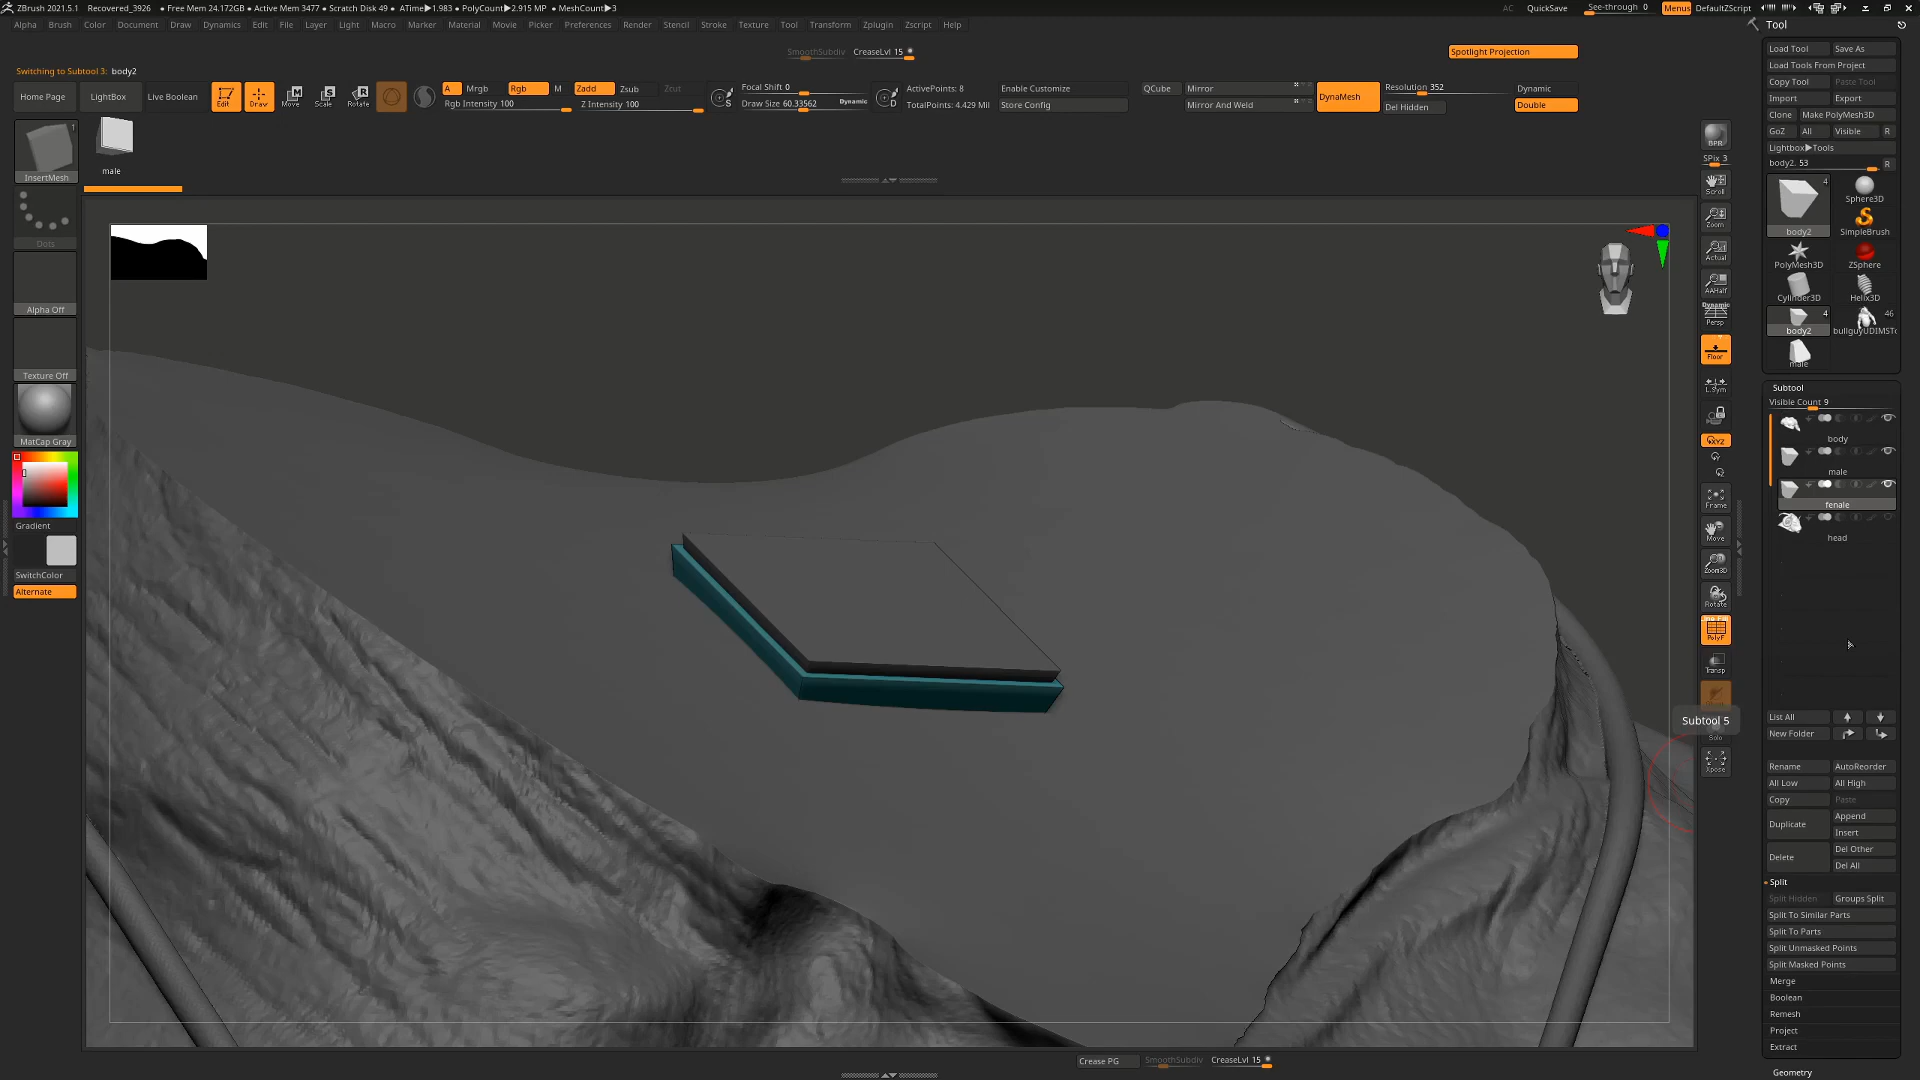 ZBrush 2021.5.1 Recovered_3926 • Free Mem 24.172GB • Active Mem 3477 • Scratch Disk 49 • ATime▶1.983 • PolyCount▶2.915 MP • MeshCount▶3
AC QuickSave See-through 0 Menus DefaultZScript
Alpha Brush Color Document Draw Dynamics Edit File Layer Light Macro Marker Material Movie Picker Preferences Render Stencil Stroke Texture Tool Transform Zplugin Zscript Help
SmoothSubdiv CreaseLvl 15 Spotlight Projection
Switching to Subtool 3: body2
Home Page LightBox Live Boolean Edit Draw Move Scale Rotate
A Mrgb Rgb M Zadd Zsub Zcut
Rgb Intensity 100 Z Intensity 100
S Focal Shift 0
Draw Size 60.33562 Dynamic
D ActivePoints: 8
TotalPoints: 4.429 Mil
Enable Customize
Store Config
QCube Mirror
Mirror And Weld
DynaMesh Resolution 352
Del Hidden
Dynamic
Double
1
InsertMesh
male
Dots
Alpha Off
Texture Off
MatCap Gray
Gradient
SwitchColor
Alternate
BPR
SPix 3
Scroll
Zoom
Actual
AAHalf
Dynamic
Persp
Floor
L.Sym
XYZ
Frame
Move
Zoom3D
Rotate
PolyF
Transp
Subtool 5
Solo
Xpose
Tool
Load Tool Save As
Load Tools From Project
Copy Tool Paste Tool
Import Export
Clone Make PolyMesh3D
GoZ All Visible R
Lightbox▶Tools
body2. 53 R
4
body2 Sphere3D
SimpleBrush
PolyMesh3D ZSphere
Cylinder3D Helix3D
4 46
body2 bullguyUDIMSTo
male
Subtool
Visible Count 9
body
male
fenale
head
List All
New Folder
Rename AutoReorder
All Low All High
Copy Paste
Duplicate Append
Insert
Delete Del Other
Del All
Split
Split Hidden Groups Split
Split To Similar Parts
Split To Parts
Split Unmasked Points
Split Masked Points
Merge
Boolean
Remesh
Project
Extract
Geometry
Crease PG SmoothSubdiv CreaseLvl 15